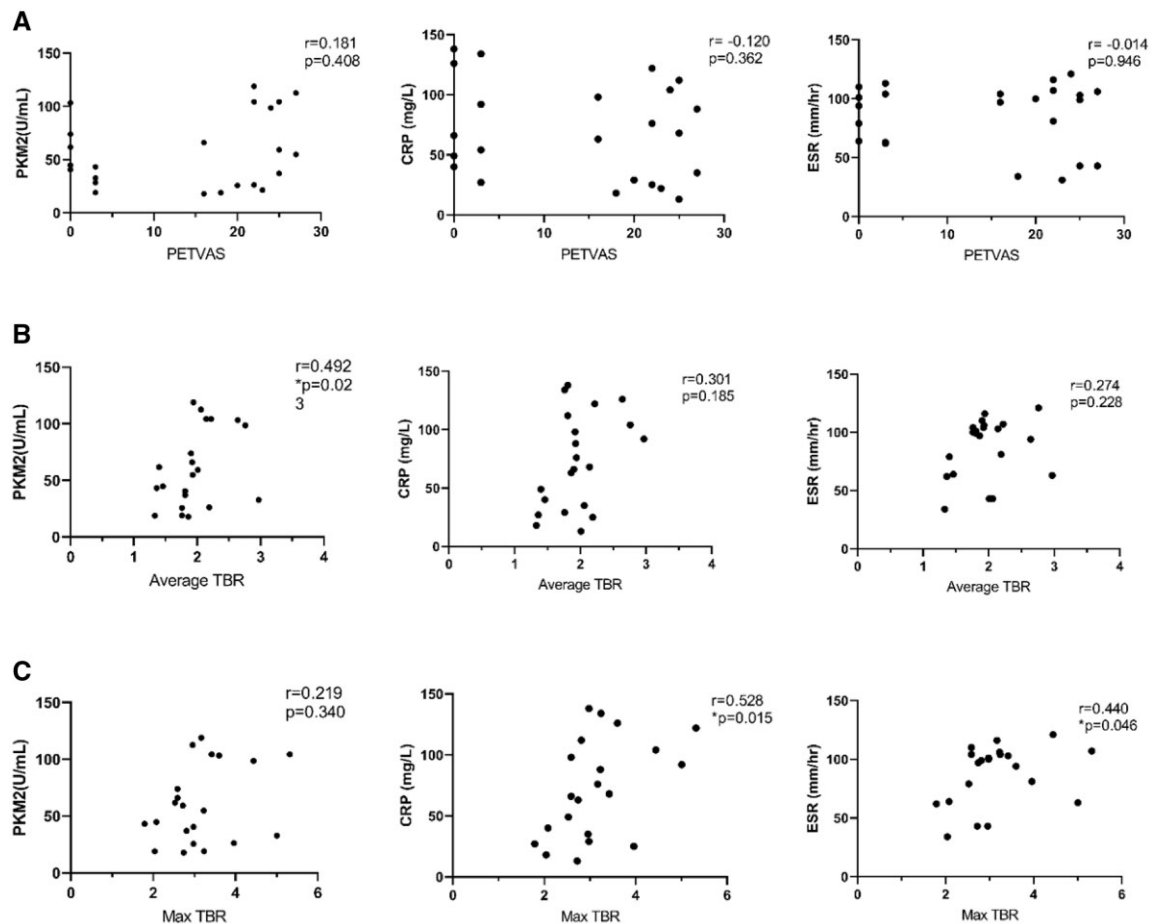 A
r=0.181
p=0.408
150
100
50
0
PKM2(U/mL)
0
10
20
30
PETVAS
r= -0.120
p=0.362
150
100
50
0
CRP (mg/L)
0
10
20
30
PETVAS
r= -0.014
p=0.946
150
100
50
0
ESR (mm/hr)
0
10
20
30
PETVAS
B
r=0.492
*p=0.02
3
150
100
50
0
PKM2(U/mL)
0
1
2
3
4
Average TBR
r=0.301
p=0.185
150
100
50
0
CRP (mg/L)
0
1
2
3
4
Average TBR
r=0.274
p=0.228
150
100
50
0
ESR (mm/hr)
0
1
2
3
4
Average TBR
C
r=0.219
p=0.340
150
100
50
0
PKM2(U/mL)
2
4
6
Max TBR
r=0.528
*p=0.015
150
100
50
0
CRP (mg/L)
0
2
4
6
Max TBR
r=0.440
*p=0.046
150
100
50
0
ESR (mm/hr)
0
2
4
6
Max TBR